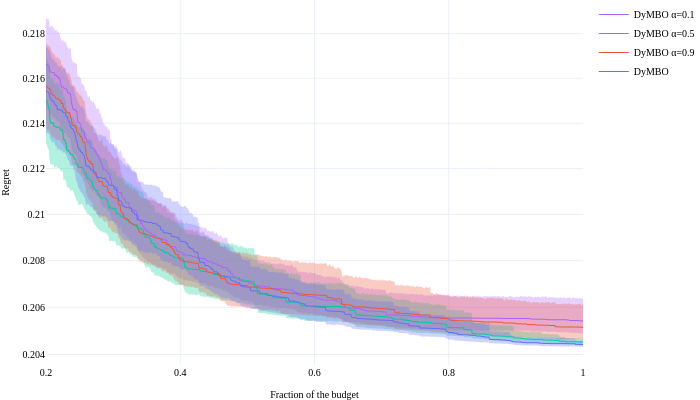 DyMBO α=0.1
DyMBO α=0.5
DyMBO α=0.9
DyMBO
0.218
0.216
0.214
0.212
0.21
0.208
0.206
0.204
Regret
0.2
0.4
0.6
0.8
1
Fraction of the budget